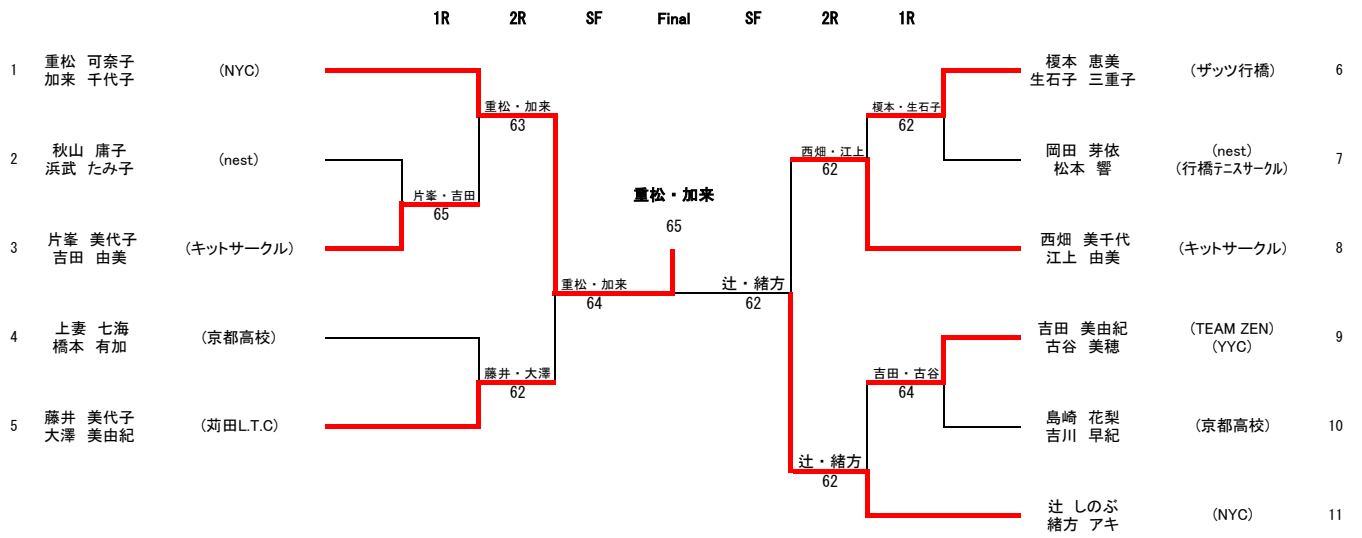 1R 2R SF Final SF 2R 1R
1 重松 可奈子 (NYC)
加来 千代子
2 秋山 庸子 (nest)
浜武 たみ子
3 片峯 美代子 (キットサークル)
吉田 由美
4 上妻 七海 (京都高校)
橋本 有加
5 藤井 美代子 (苅田L.T.C)
大澤 美由紀
重松・加来
63
片峯・吉田
65
藤井・大澤
62
重松・加来
64
重松・加来
65
辻・緒方
62
西畑・江上
62
辻・緒方
62
榎本・生石子
62
吉田・古谷
64
榎本 恵美 (ザッツ行橋) 6
生石子 三重子
岡田 芽依 (nest) 7
松本 響 (行橋テニスサークル)
西畑 美千代 (キットサークル) 8
江上 由美
吉田 美由紀 (TEAM ZEN) 9
古谷 美穂 (YYC)
島崎 花梨 (京都高校) 10
吉川 早紀
辻 しのぶ (NYC) 11
緒方 アキ